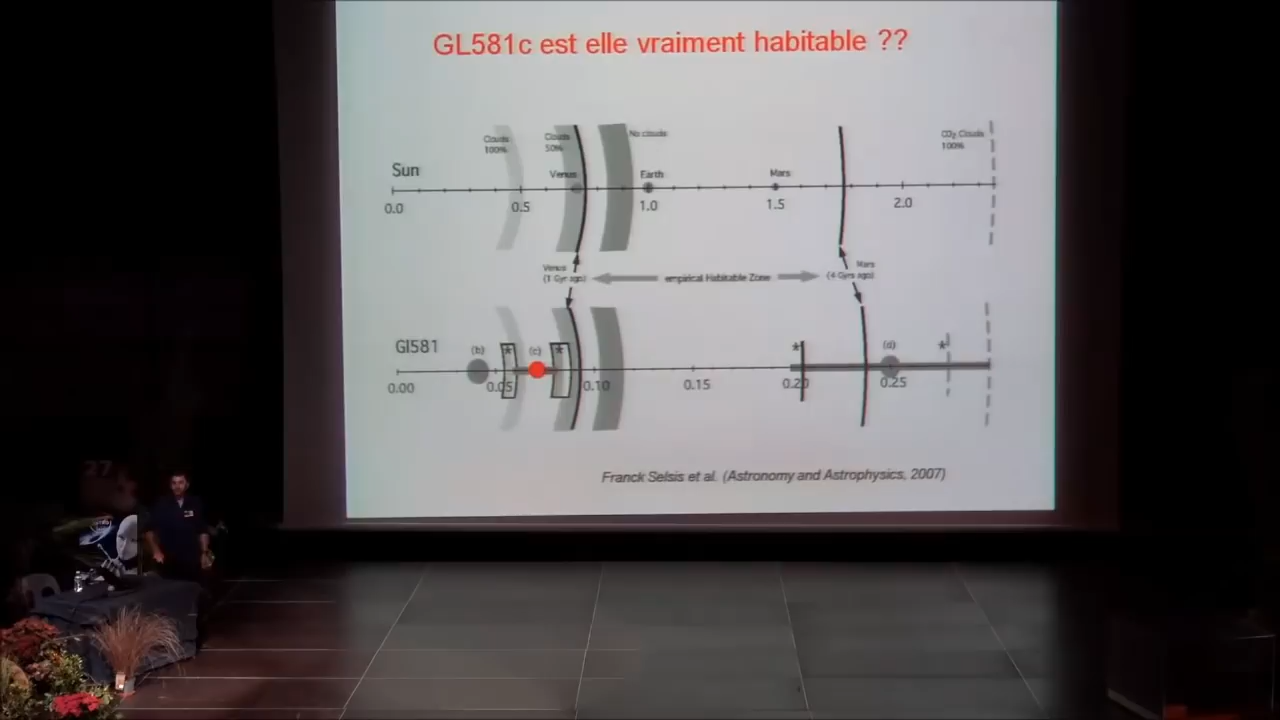 GL581c est elle vraiment habitable ??
Clouds
100%
Clouds
50%
No clouds
CO2 Clouds
100%
Sun
Venus
Earth
Mars
0.0
0.5
1.0
1.5
2.0
Venus
(1 Gyr ago)
empirical Habitable Zone
Mars
(4 Gyrs ago)
Gl581
(b)
*
(c)
*
*
(d)
*
0.00
0.05
0.10
0.15
0.20
0.25
Franck Selsis et al. (Astronomy and Astrophysics, 2007)
27